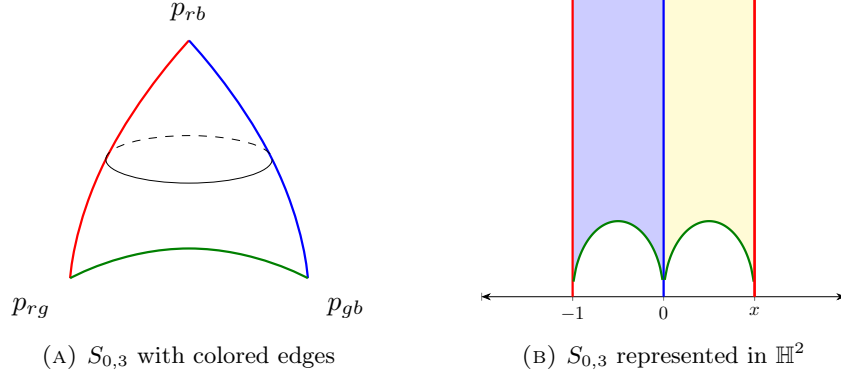 p_{rb}
p_{rg}
p_{gb}
(A) S_{0,3} with colored edges
−1
0
x
(B) S_{0,3} represented in ℍ²